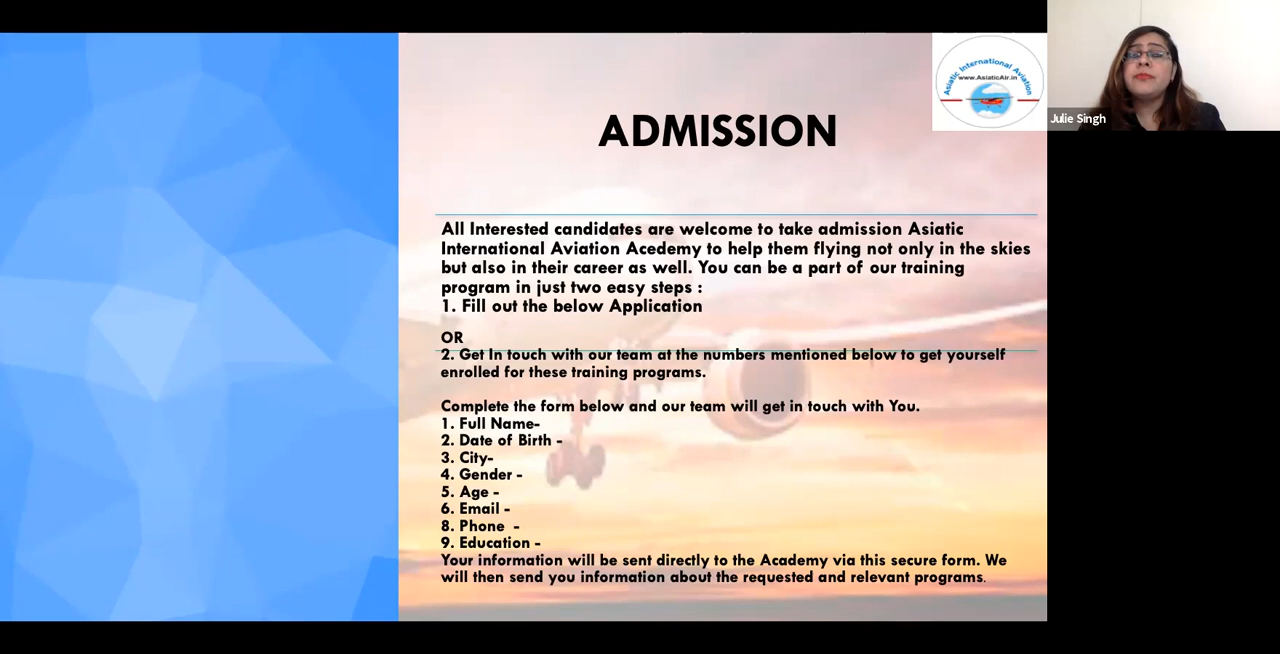 Asiatic International Aviation
www.AsiaticAir.in
Julie Singh
ADMISSION
All Interested candidates are welcome to take admission Asiatic
International Aviation Acedemy to help them flying not only in the skies
but also in their career as well. You can be a part of our training
program in just two easy steps :
1. Fill out the below Application
OR
2. Get In touch with our team at the numbers mentioned below to get yourself
enrolled for these training programs.
Complete the form below and our team will get in touch with You.
1. Full Name-
2. Date of Birth -
3. City-
4. Gender -
5. Age -
6. Email -
8. Phone  -
9. Education -
Your information will be sent directly to the Academy via this secure form. We
will then send you information about the requested and relevant programs.